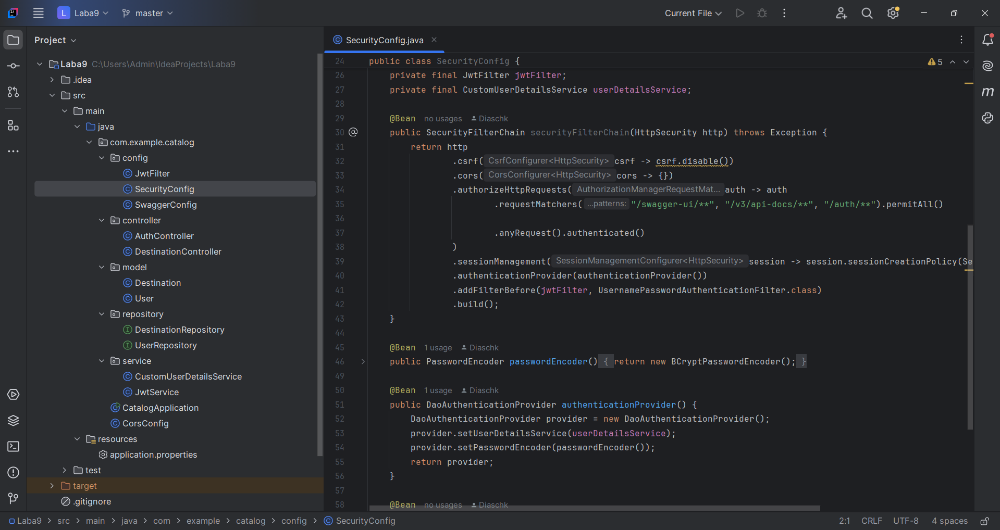 L Laba9 master Current File
Project
SecurityConfig.java
Laba9 C:\Users\Admin\IdeaProjects\Laba9
.idea
src
main
java
com.example.catalog
config
JwtFilter
SecurityConfig
SwaggerConfig
controller
AuthController
DestinationController
model
Destination
User
repository
DestinationRepository
UserRepository
service
CustomUserDetailsService
JwtService
CatalogApplication
CorsConfig
resources
application.properties
test
target
.gitignore
24 public class SecurityConfig {
5
26 private final JwtFilter jwtFilter;
27 private final CustomUserDetailsService userDetailsService;
28
29 @Bean no usages Diaschk
30 public SecurityFilterChain securityFilterChain(HttpSecurity http) throws Exception {
31 return http
32 .csrf( CsrfConfigurer<HttpSecurity> csrf -> csrf.disable())
33 .cors( CorsConfigurer<HttpSecurity> cors -> {})
34 .authorizeHttpRequests( AuthorizationManagerRequestMat... auth -> auth
35 .requestMatchers( ...patterns: "/swagger-ui/**", "/v3/api-docs/**", "/auth/**").permitAll()
36
37 .anyRequest().authenticated()
38 )
39 .sessionManagement( SessionManagementConfigurer<HttpSecurity> session -> session.sessionCreationPolicy(Se
40 .authenticationProvider(authenticationProvider())
41 .addFilterBefore(jwtFilter, UsernamePasswordAuthenticationFilter.class)
42 .build();
43 }
44
45 @Bean 1 usage Diaschk
46 public PasswordEncoder passwordEncoder() { return new BCryptPasswordEncoder(); }
49
50 @Bean 1 usage Diaschk
51 public DaoAuthenticationProvider authenticationProvider() {
52 DaoAuthenticationProvider provider = new DaoAuthenticationProvider();
53 provider.setUserDetailsService(userDetailsService);
54 provider.setPasswordEncoder(passwordEncoder());
55 return provider;
56 }
57
58 @Bean no usages Diaschk
Laba9 > src > main > java > com > example > catalog > config > SecurityConfig
2:1 CRLF UTF-8 4 spaces